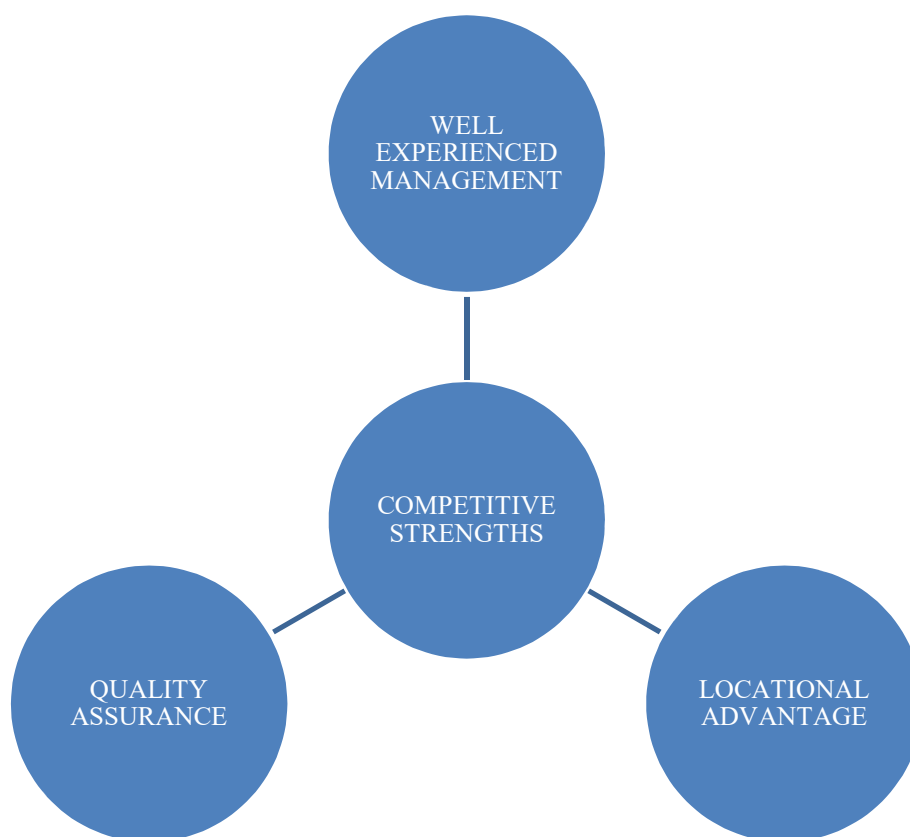 WELL
EXPERIENCED
MANAGEMENT
COMPETITIVE
STRENGTHS
QUALITY
ASSURANCE
LOCATIONAL
ADVANTAGE